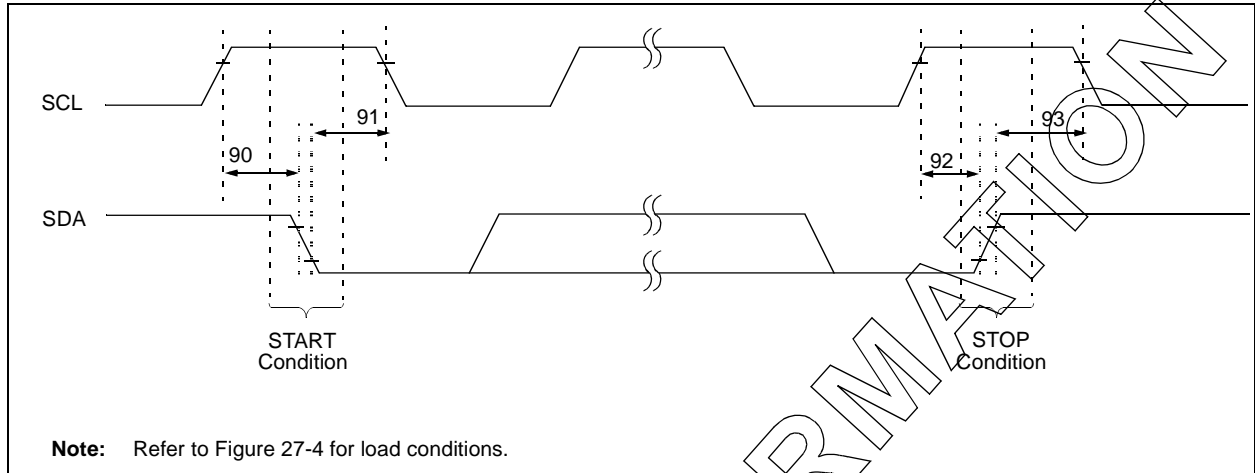 SCL
91
93
90
92
SDA
START
Condition
STOP
Condition
Note: Refer to Figure 27-4 for load conditions.
RMATION